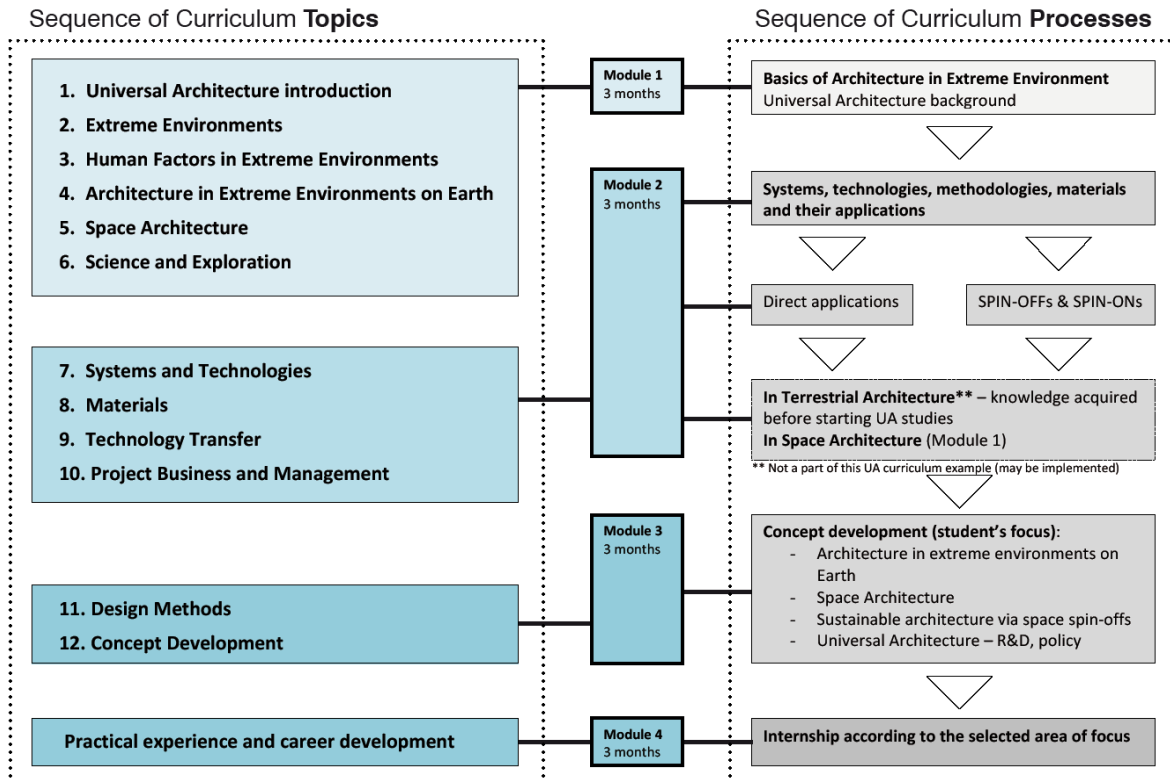 Sequence of Curriculum Topics
1. Universal Architecture introduction
2. Extreme Environments
3. Human Factors in Extreme Environments
4. Architecture in Extreme Environments on Earth
5. Space Architecture
6. Science and Exploration
7. Systems and Technologies
8. Materials
9. Technology Transfer
10. Project Business and Management
11. Design Methods
12. Concept Development
Practical experience and career development
Module 1
3 months
Module 2
3 months
Module 3
3 months
Module 4
3 months
Sequence of Curriculum Processes
Basics of Architecture in Extreme Environment
Universal Architecture background
Systems, technologies, methodologies, materials
and their applications
Direct applications
SPIN-OFFs & SPIN-ONs
In Terrestrial Architecture** – knowledge acquired
before starting UA studies
In Space Architecture (Module 1)
** Not a part of this UA curriculum example (may be implemented)
Concept development (student’s focus):
- Architecture in extreme environments on
Earth
- Space Architecture
- Sustainable architecture via space spin-offs
- Universal Architecture – R&D, policy
Internship according to the selected area of focus